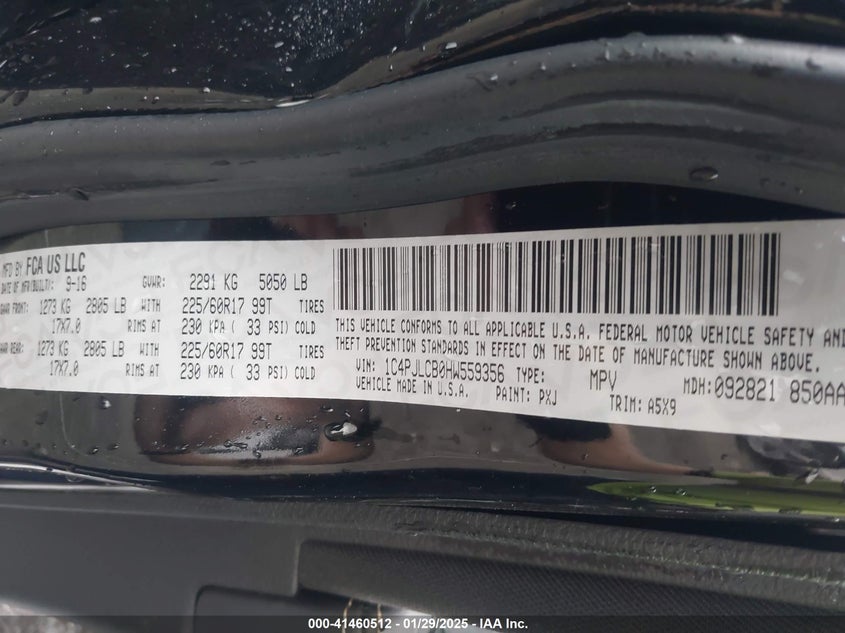 MFD BY FCA US LLC
DATE OF MFR(BUILT): 9-16 GVWR: 2291 KG 5050 LB
GAWR FRONT: 1273 KG 2805 LB WITH 225/60R17 99T TIRES
17X7.0 RIMS AT 230 KPA ( 33 PSI) COLD
GAWR REAR: 1273 KG 2805 LB WITH 225/60R17 99T TIRES
17X7.0 RIMS AT 230 KPA ( 33 PSI) COLD
THIS VEHICLE CONFORMS TO ALL APPLICABLE U.S.A. FEDERAL MOTOR VEHICLE SAFETY AND
THEFT PREVENTION STANDARDS IN EFFECT ON THE DATE OF MANUFACTURE SHOWN ABOVE.
VIN: 1C4PJLCB0HW559356 TYPE: MPV MDH: 092821 850AA
VEHICLE MADE IN U.S.A. PAINT: PXJ TRIM: A5X9
000-41460512 - 01/29/2025 - IAA Inc.